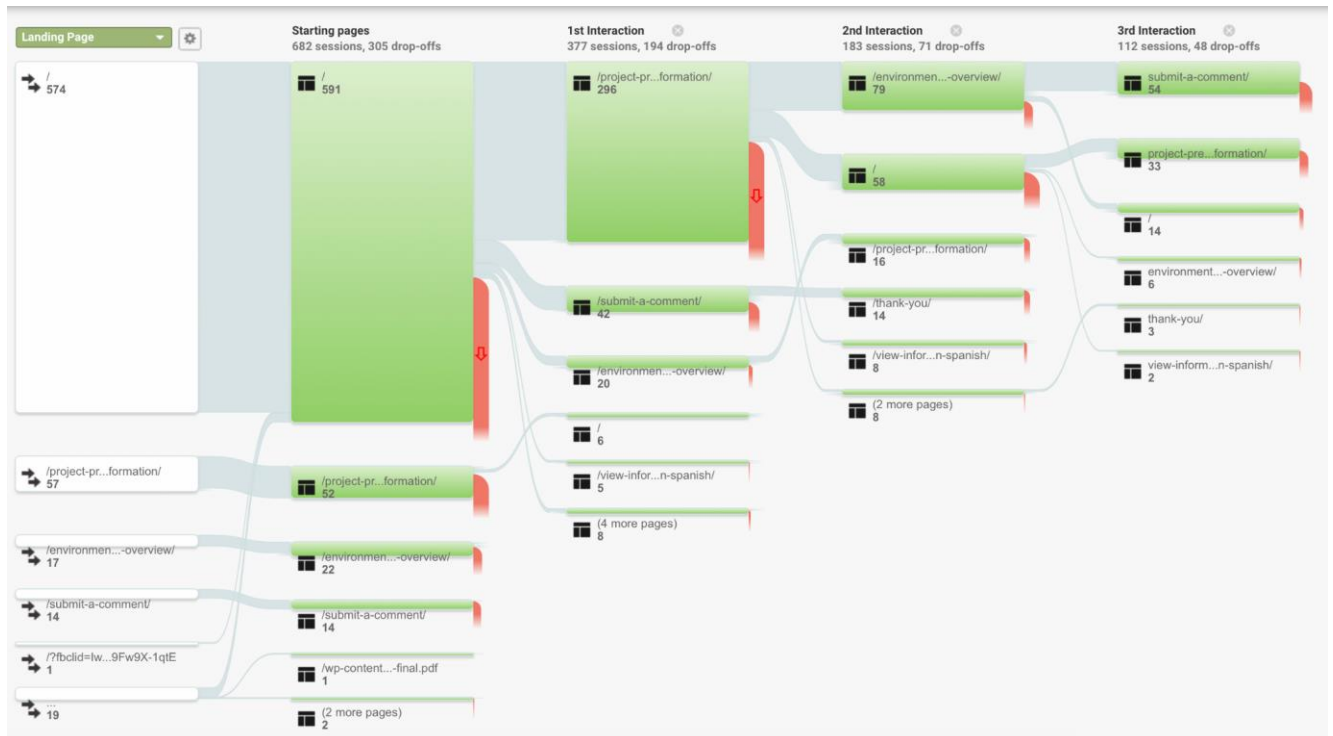 Landing Page
/
574
/project-pr...formation/
57
/environmen...-overview/
17
/submit-a-comment/
14
/?fbclid=Iw...9Fw9X-1qtE
1
...
19
Starting pages
682 sessions, 305 drop-offs
/
591
/project-pr...formation/
52
/environmen...-overview/
22
/submit-a-comment/
14
/wp-content...-final.pdf
1
(2 more pages)
2
1st Interaction
377 sessions, 194 drop-offs
/project-pr...formation/
296
/submit-a-comment/
42
/environmen...-overview/
20
/
6
/view-infor...n-spanish/
5
(4 more pages)
8
2nd Interaction
183 sessions, 71 drop-offs
/environmen...-overview/
79
/
58
/project-pr...formation/
16
/thank-you/
14
/view-infor...n-spanish/
8
(2 more pages)
8
3rd Interaction
112 sessions, 48 drop-offs
submit-a-comment/
54
project-pre...formation/
33
/
14
environment...-overview/
6
thank-you/
3
view-inform...n-spanish/
2